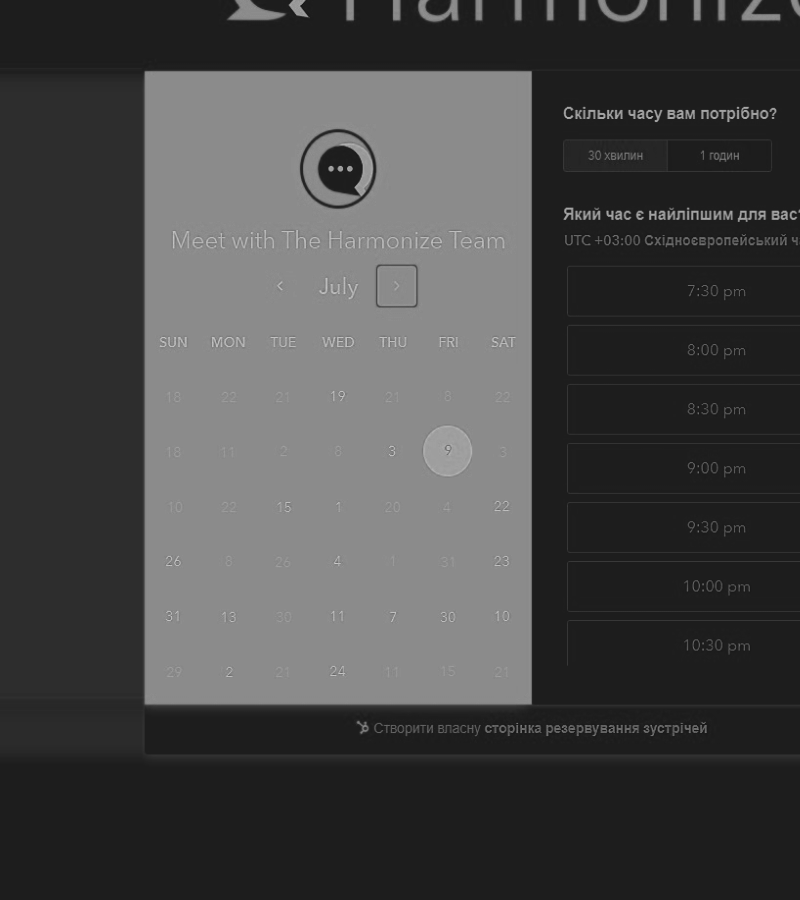 Harmonize
Meet with The Harmonize Team
July
SUN MON TUE WED THU FRI SAT
18 22 21 19 21 8 22
18 11 2 8 3 9 3
10 22 15 1 20 4 22
26 8 26 4 1 31 23
31 13 30 11 7 30 10
29 2 21 24 11 15 21
Скільки часу вам потрібно?
30 хвилин 1 годин
Який час є найліпшим для вас?
UTC +03:00 Східноєвропейський
7:30 pm
8:00 pm
8:30 pm
9:00 pm
9:30 pm
10:00 pm
10:30 pm
Створити власну сторінка резервування зустрічей